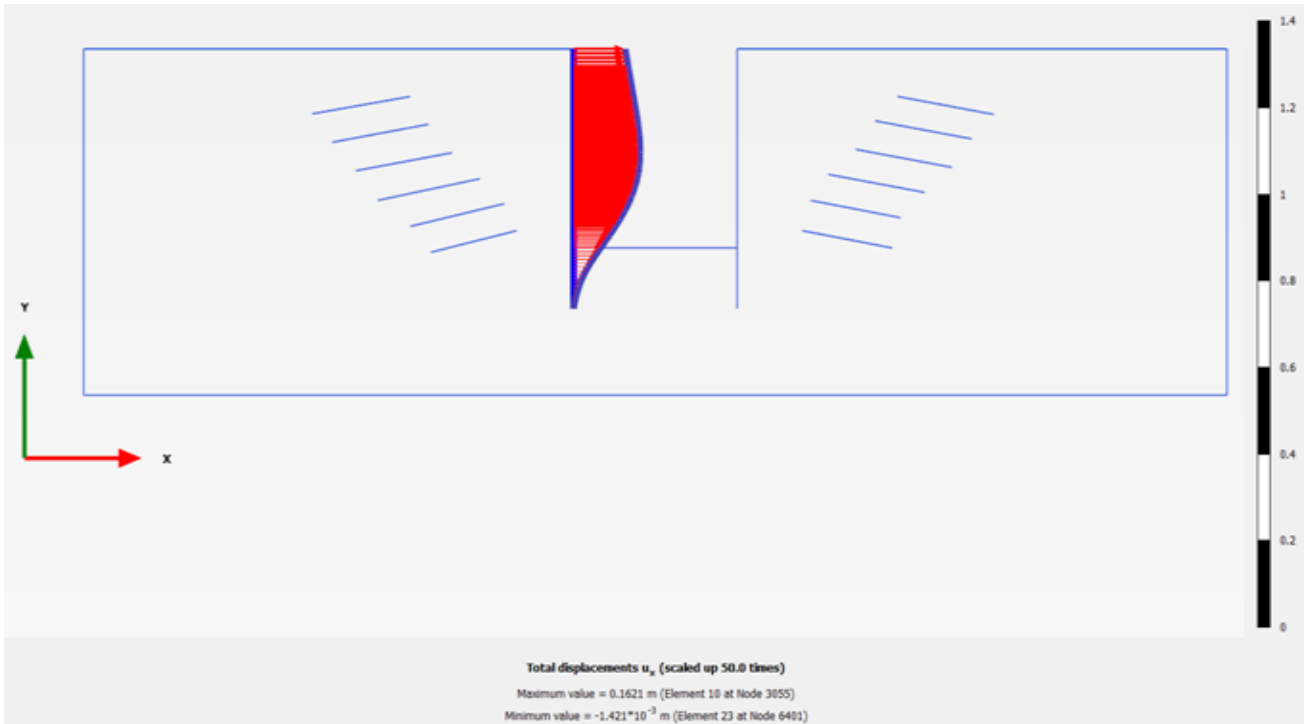 1.4
1.2
1
0.8
0.6
0.4
0.2
0
Y
X
Total displacements uₓ (scaled up 50.0 times)
Maximum value = 0.1621 m (Element 10 at Node 3055)
Minimum value = -1.421*10⁻³ m (Element 23 at Node 6401)